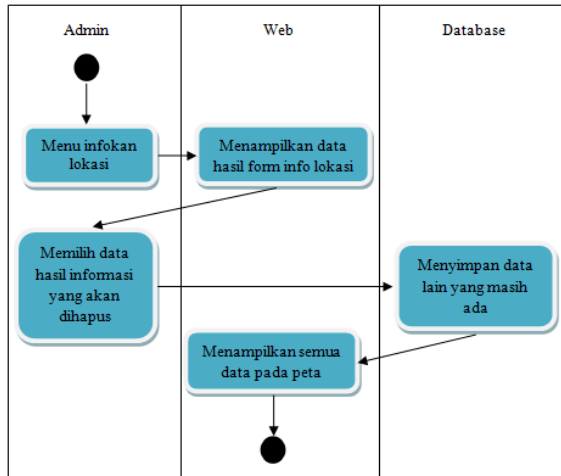 Admin
Web
Database
Menu infokan
lokasi
Menampilkan data
hasil form info lokasi
Memilih data
hasil informasi
yang akan
dihapus
Menyimpan data
lain yang masih
ada
Menampilkan semua
data pada peta